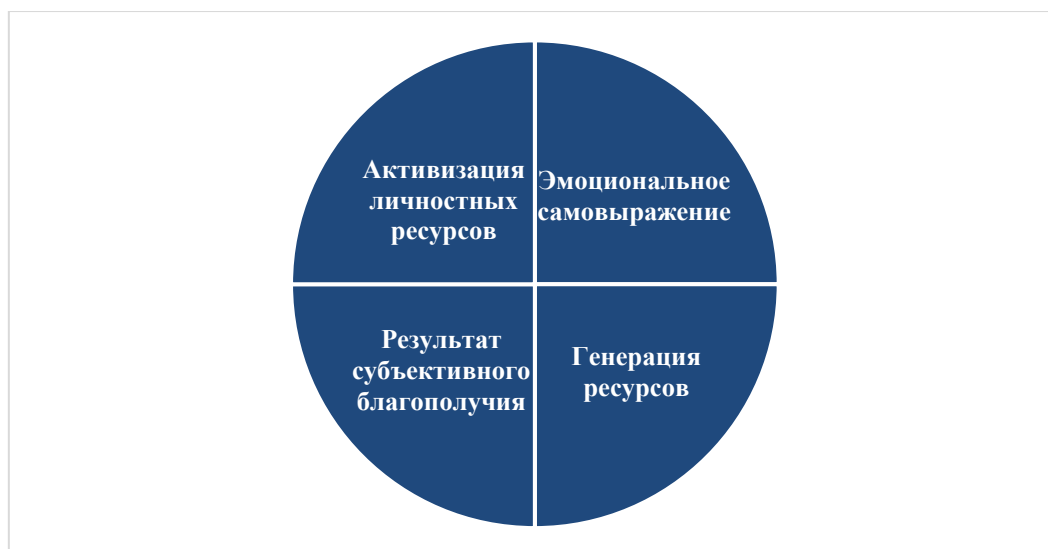 Активизация
личностных
ресурсов
Эмоциональное
самовыражение
Результат
субъективного
благополучия
Генерация
ресурсов